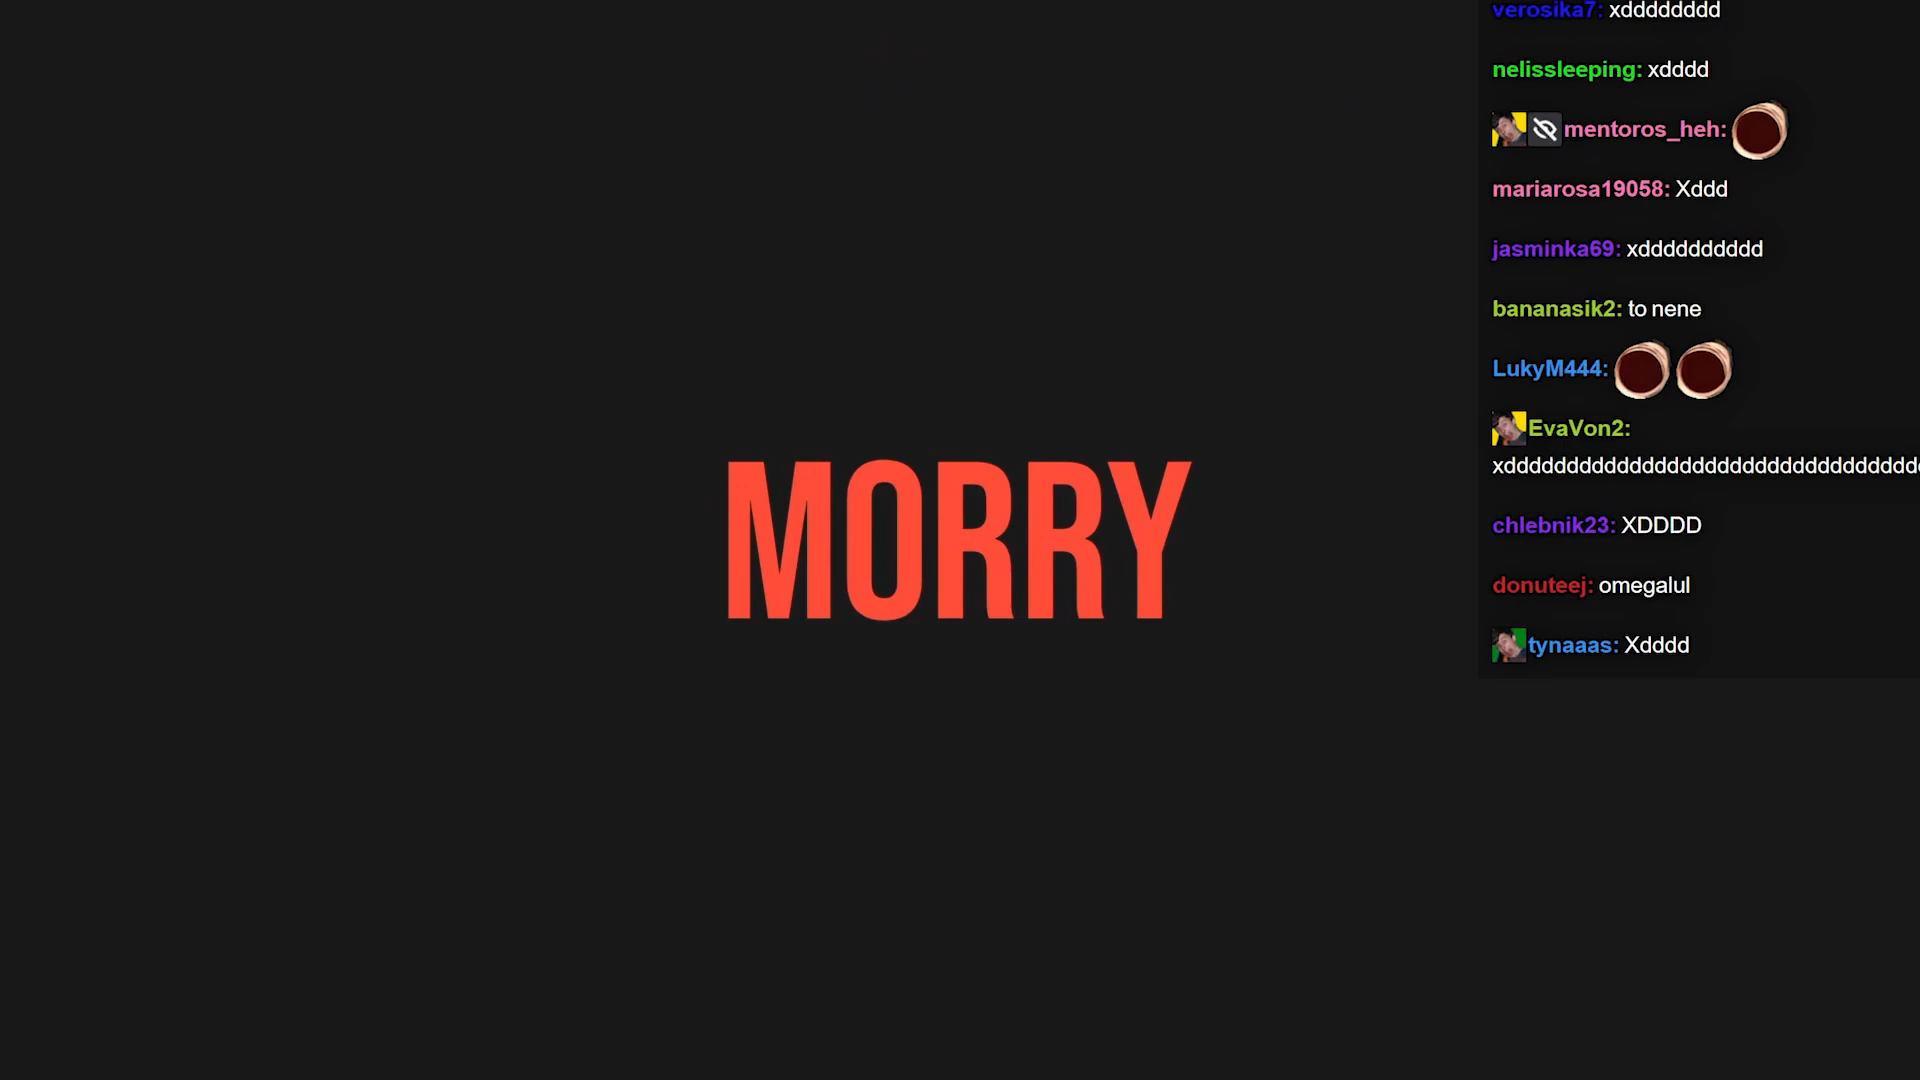 verosika7: xdddddddd
nelissleeping: xdddd
mentoros_heh:
mariarosa19058: Xddd
jasminka69: xdddddddddd
bananasik2: to nene
LukyM444:
EvaVon2:
xddddddddddddddddddddddddddddddddd
chlebnik23: XDDDD
donuteej: omegalul
tynaaas: Xdddd
MORRY